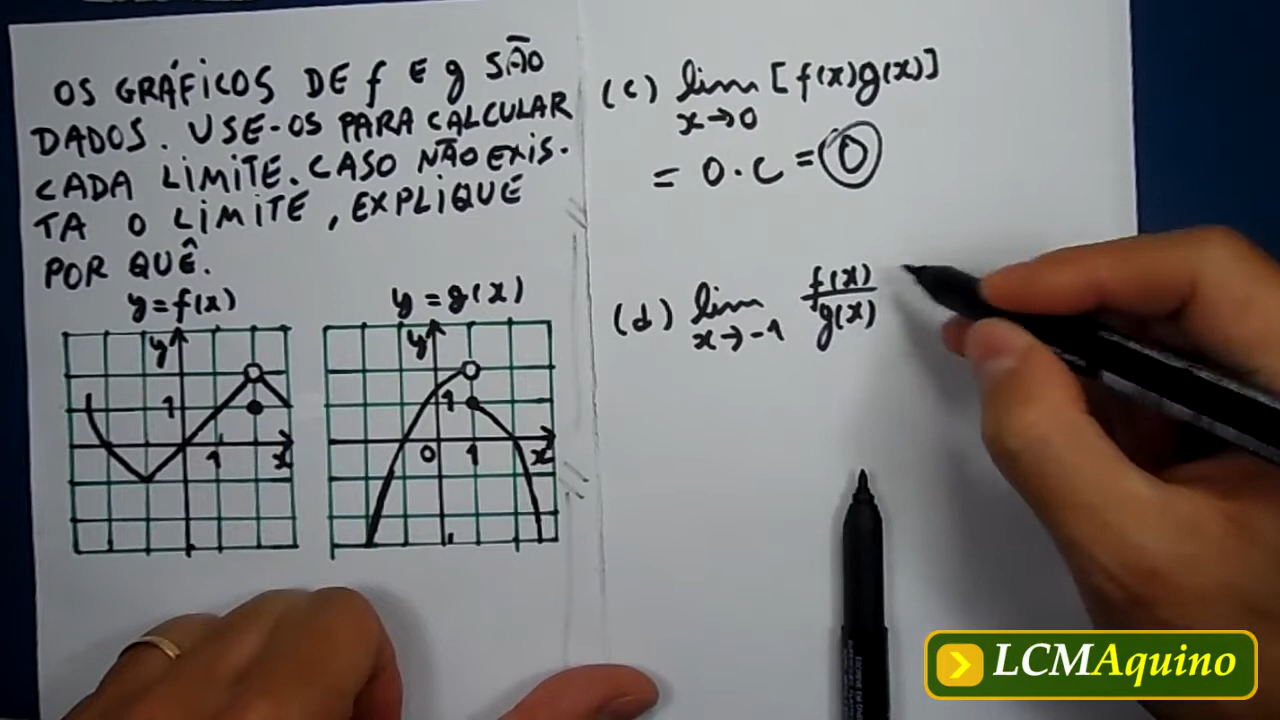 OS GRÁFICOS DE f E g SÃO
DADOS. USE-OS PARA CALCULAR
CADA LIMITE. CASO NÃO EXIS-
TA O LIMITE, EXPLIQUE
POR QUÊ.
y=f(x)
y
1
1
x
y=g(x)
y
1
0
1
x
(c) lim [f(x)g(x)]
x→0
= 0·c = 0
(d) lim f(x)/g(x)
x→-1
LCMAquino